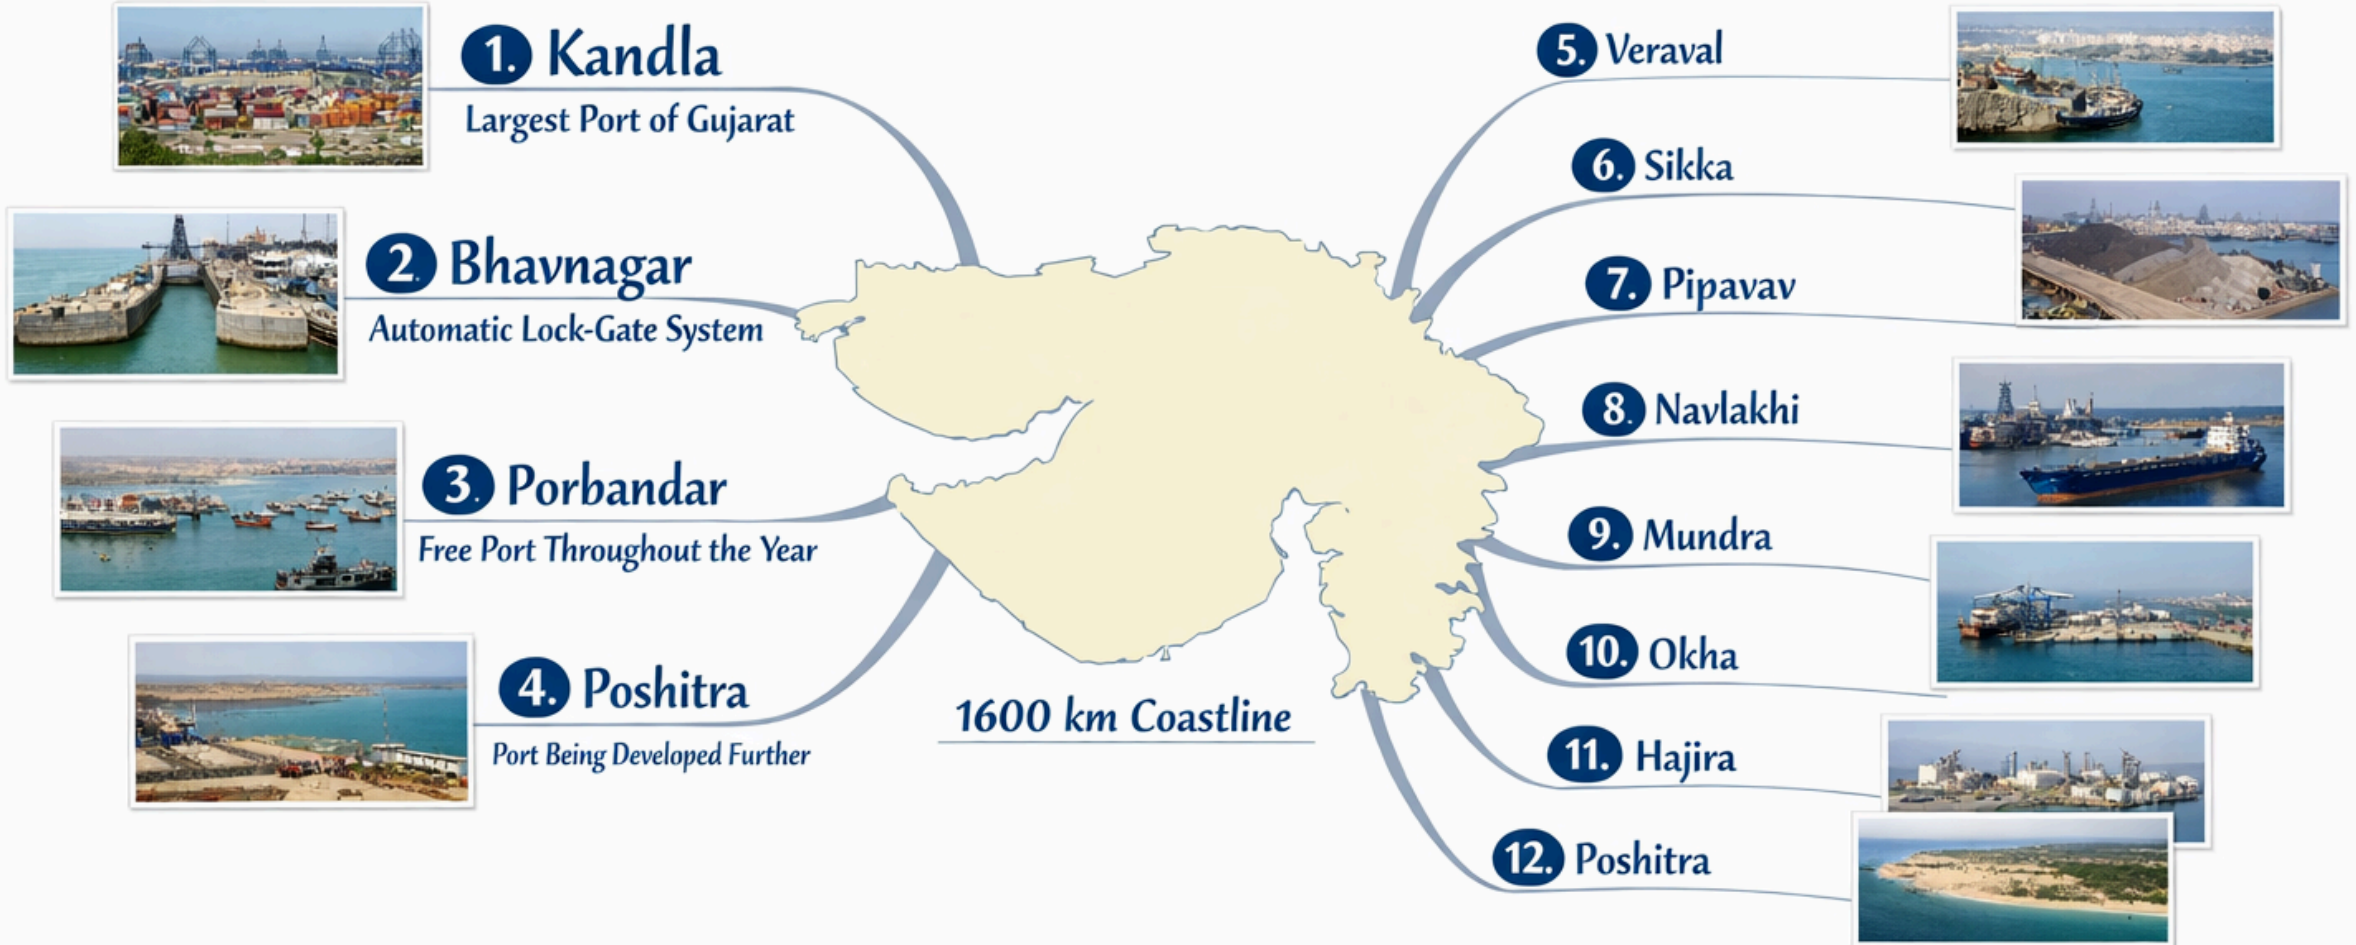 1. Kandla
Largest Port of Gujarat
2. Bhavnagar
Automatic Lock-Gate System
3. Porbandar
Free Port Throughout the Year
4. Poshitra
Port Being Developed Further
1600 km Coastline
5. Veraval
6. Sikka
7. Pipavav
8. Navlakhi
9. Mundra
10. Okha
11. Hajira
12. Poshitra